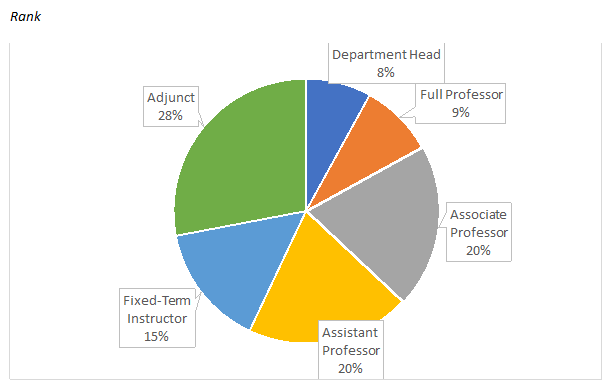 Rank
Department Head
8%
Full Professor
9%
Associate
Professor
20%
Assistant
Professor
20%
Fixed-Term
Instructor
15%
Adjunct
28%